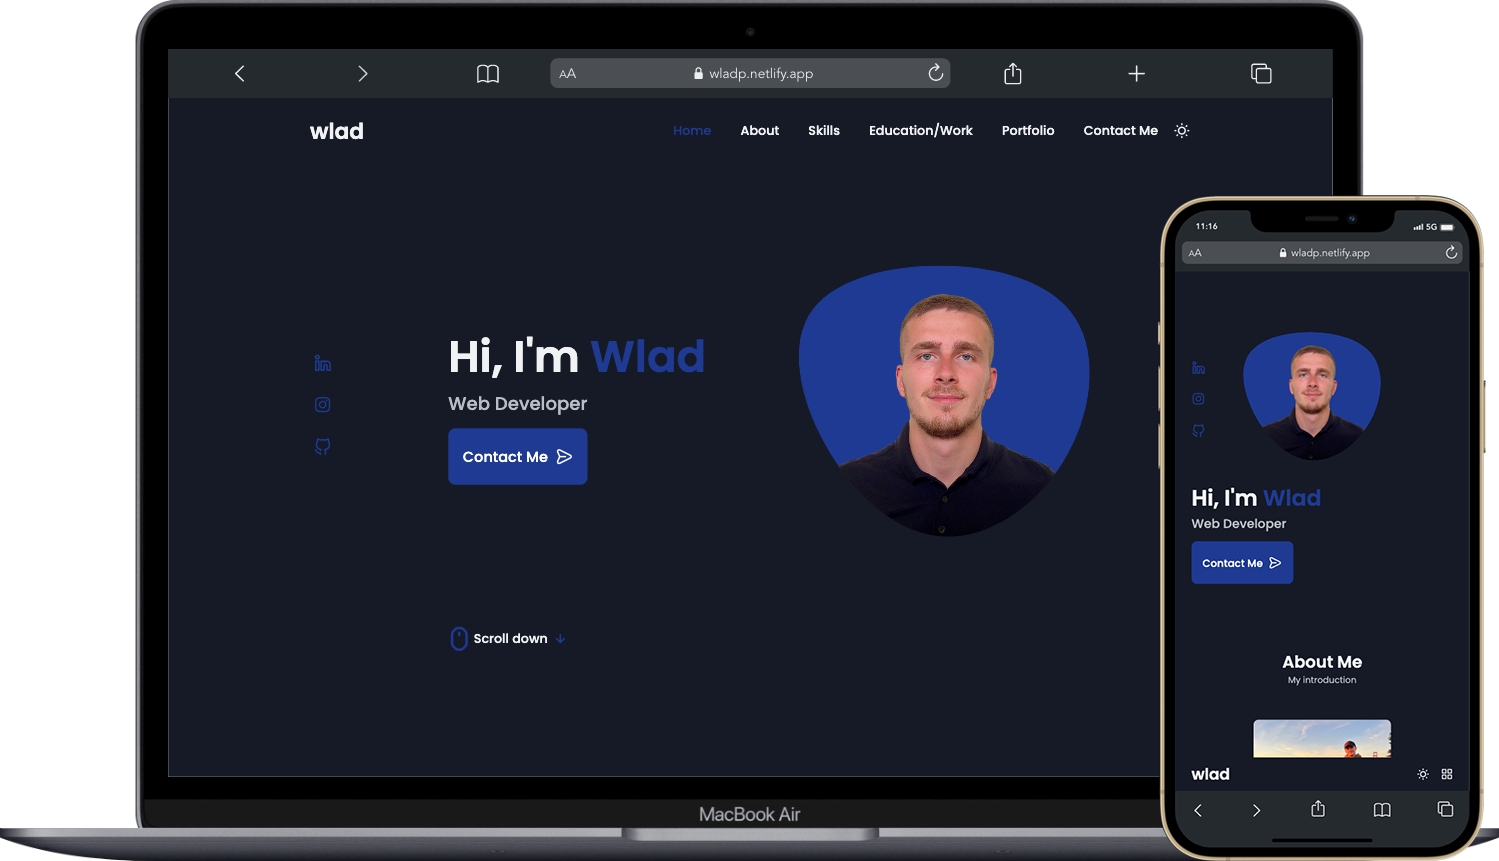 AA wladp.netlify.app
wlad Home About Skills Education/Work Portfolio Contact Me
Hi, I'm Wlad
Web Developer
Contact Me
Scroll down
MacBook Air
11:16 5G
AA wladp.netlify.app
Hi, I'm Wlad
Web Developer
Contact Me
About Me
My introduction
wlad